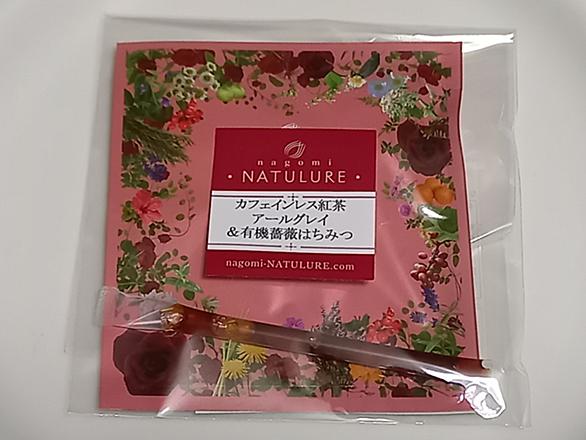 nagomi
• NATULURE •
カフェインレス紅茶
アールグレイ
&有機薔薇はちみつ
nagomi-NATULURE.com